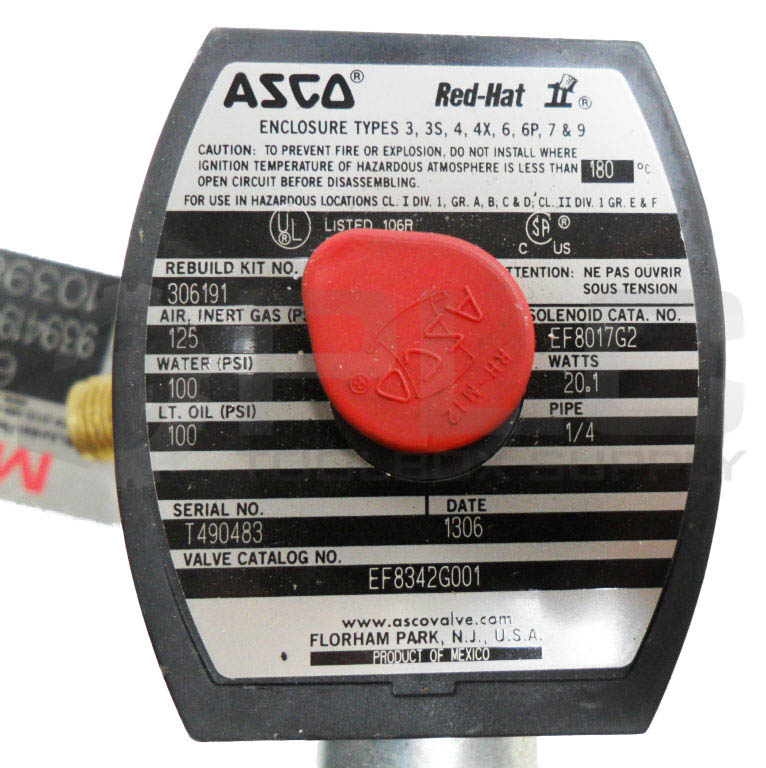 ASCO® Red-Hat II®
ENCLOSURE TYPES 3, 3S, 4, 4X, 6, 6P, 7 & 9
CAUTION: TO PREVENT FIRE OR EXPLOSION, DO NOT INSTALL WHERE
IGNITION TEMPERATURE OF HAZARDOUS ATMOSPHERE IS LESS THAN 180 °C
OPEN CIRCUIT BEFORE DISASSEMBLING.
FOR USE IN HAZARDOUS LOCATIONS CL. I DIV. 1, GR. A, B, C & D; CL. II DIV. 1 GR. E & F
UL® LISTED 106R SA® C US
REBUILD KIT NO. ATTENTION: NE PAS OUVRIR
306191 SOUS TENSION
AIR, INERT GAS (PS SOLENOID CATA. NO.
125 EF8017G2
WATER (PSI) WATTS
100 20.1
LT. OIL (PSI) PIPE
100 1/4
ASCO
®
RH-M12
SERIAL NO. DATE
T490483 1306
VALVE CATALOG NO.
EF8342G001
www.ascovalve.com
FLORHAM PARK, N.J., U.S.A.
PRODUCT OF MEXICO
TOOLBOX SUPPLY